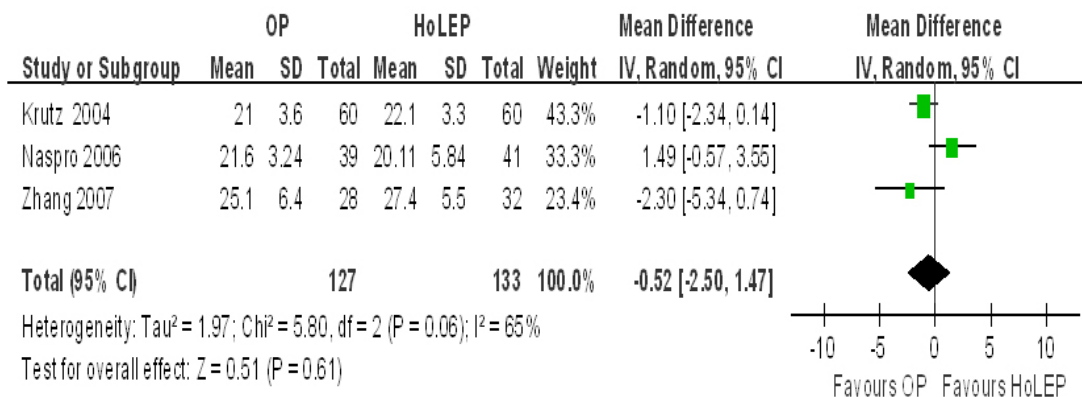 OP HoLEP Mean Difference Mean Difference
Study or Subgroup Mean SD Total Mean SD Total Weight IV, Random, 95% CI IV, Random, 95% CI
Krutz 2004 21 3.6 60 22.1 3.3 60 43.3% -1.10 [-2.34, 0.14]
Naspro 2006 21.6 3.24 39 20.11 5.84 41 33.3% 1.49 [-0.57, 3.55]
Zhang 2007 25.1 6.4 28 27.4 5.5 32 23.4% -2.30 [-5.34, 0.74]
Total (95% CI) 127 133 100.0% -0.52 [-2.50, 1.47]
Heterogeneity: Tau² = 1.97; Chi² = 5.80, df = 2 (P = 0.06); I² = 65%
Test for overall effect: Z = 0.51 (P = 0.61)
-10 -5 0 5 10
Favours OP Favours HoLEP